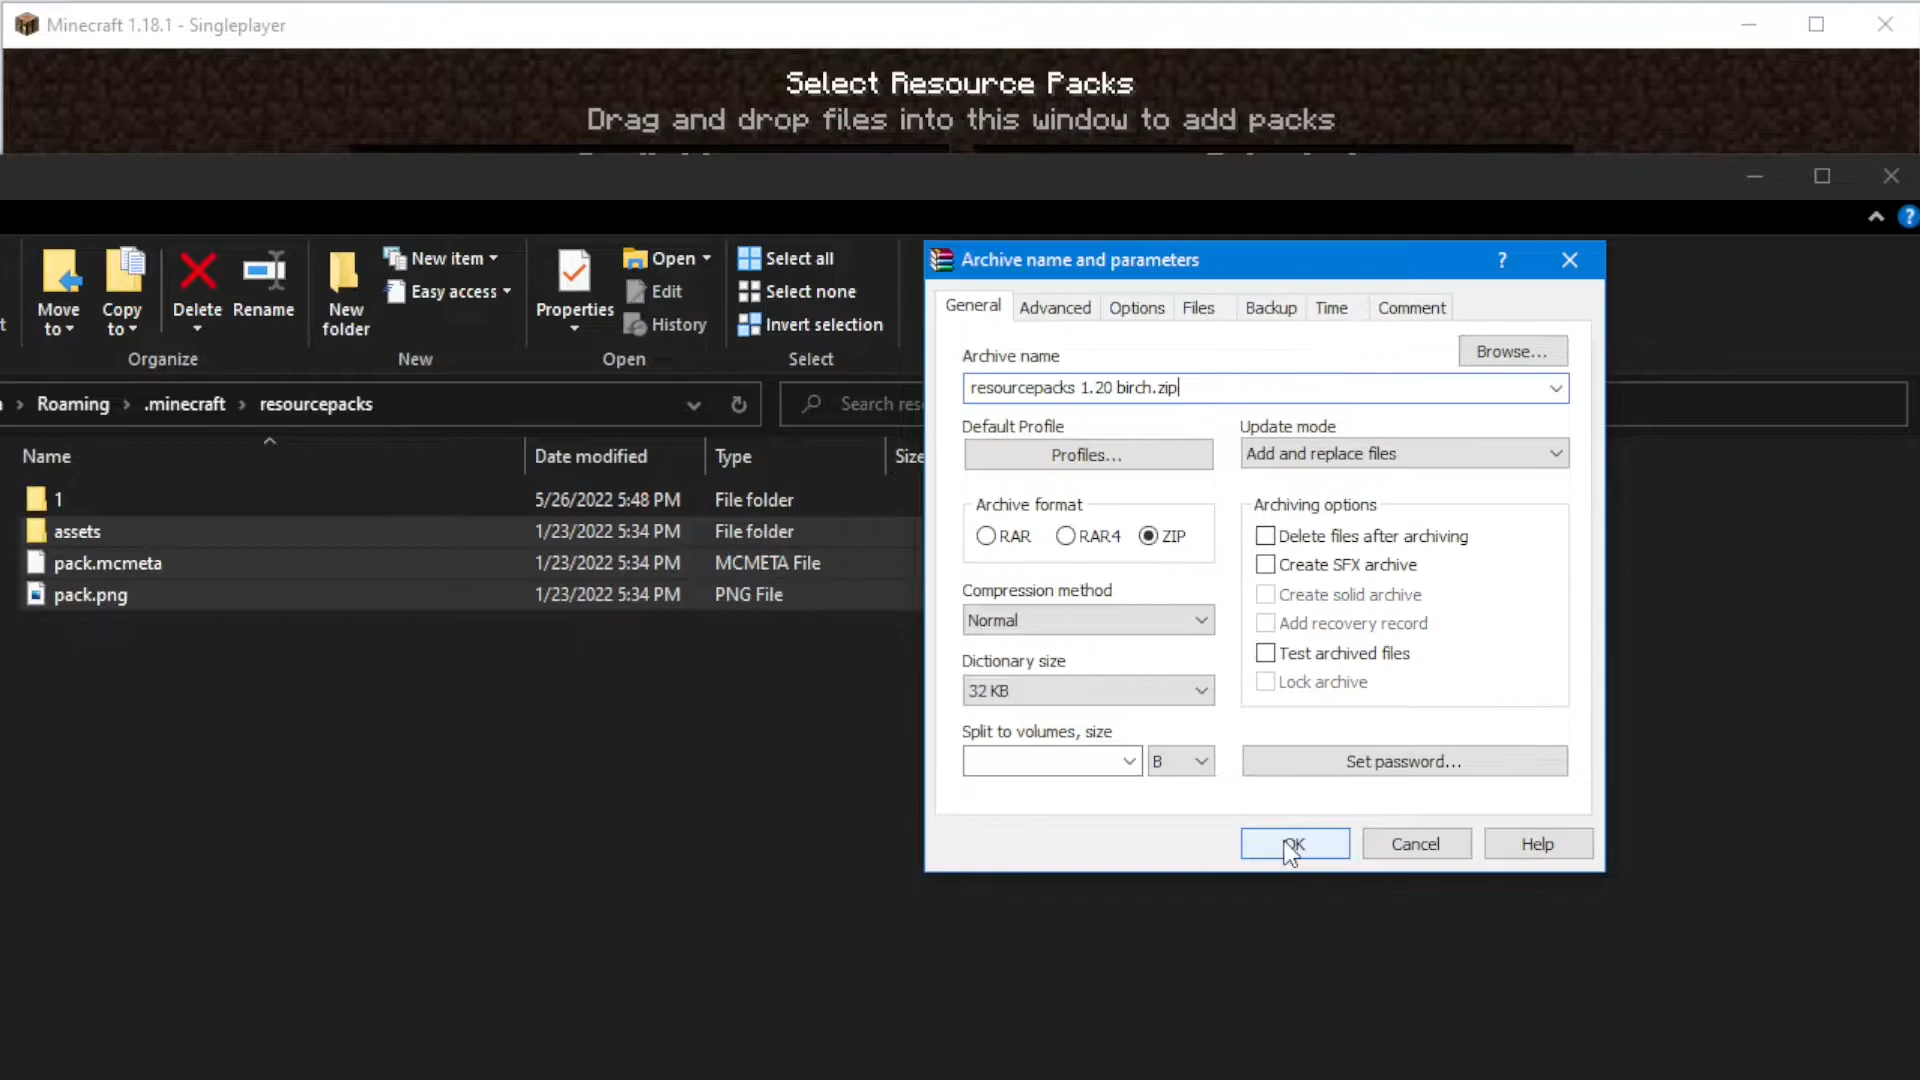 Minecraft 1.18.1 - Singleplayer
Select Resource Packs
Drag and drop files into this window to add packs
Move to
Copy to
Delete
Rename
Organize
New folder
New item
Easy access
New
Properties
Open
Edit
History
Open
Select all
Select none
Invert selection
Select
Roaming › .minecraft › resourcepacks
Search res
Name
Date modified
Type
Size
1
5/26/2022 5:48 PM
File folder
assets
1/23/2022 5:34 PM
File folder
pack.mcmeta
1/23/2022 5:34 PM
MCMETA File
pack.png
1/23/2022 5:34 PM
PNG File
Archive name and parameters
?
General
Advanced
Options
Files
Backup
Time
Comment
Archive name
Browse...
resourcepacks 1.20 birch.zip
Default Profile
Profiles...
Update mode
Add and replace files
Archive format
RAR
RAR4
ZIP
Compression method
Normal
Dictionary size
32 KB
Split to volumes, size
B
Archiving options
Delete files after archiving
Create SFX archive
Create solid archive
Add recovery record
Test archived files
Lock archive
Set password...
OK
Cancel
Help